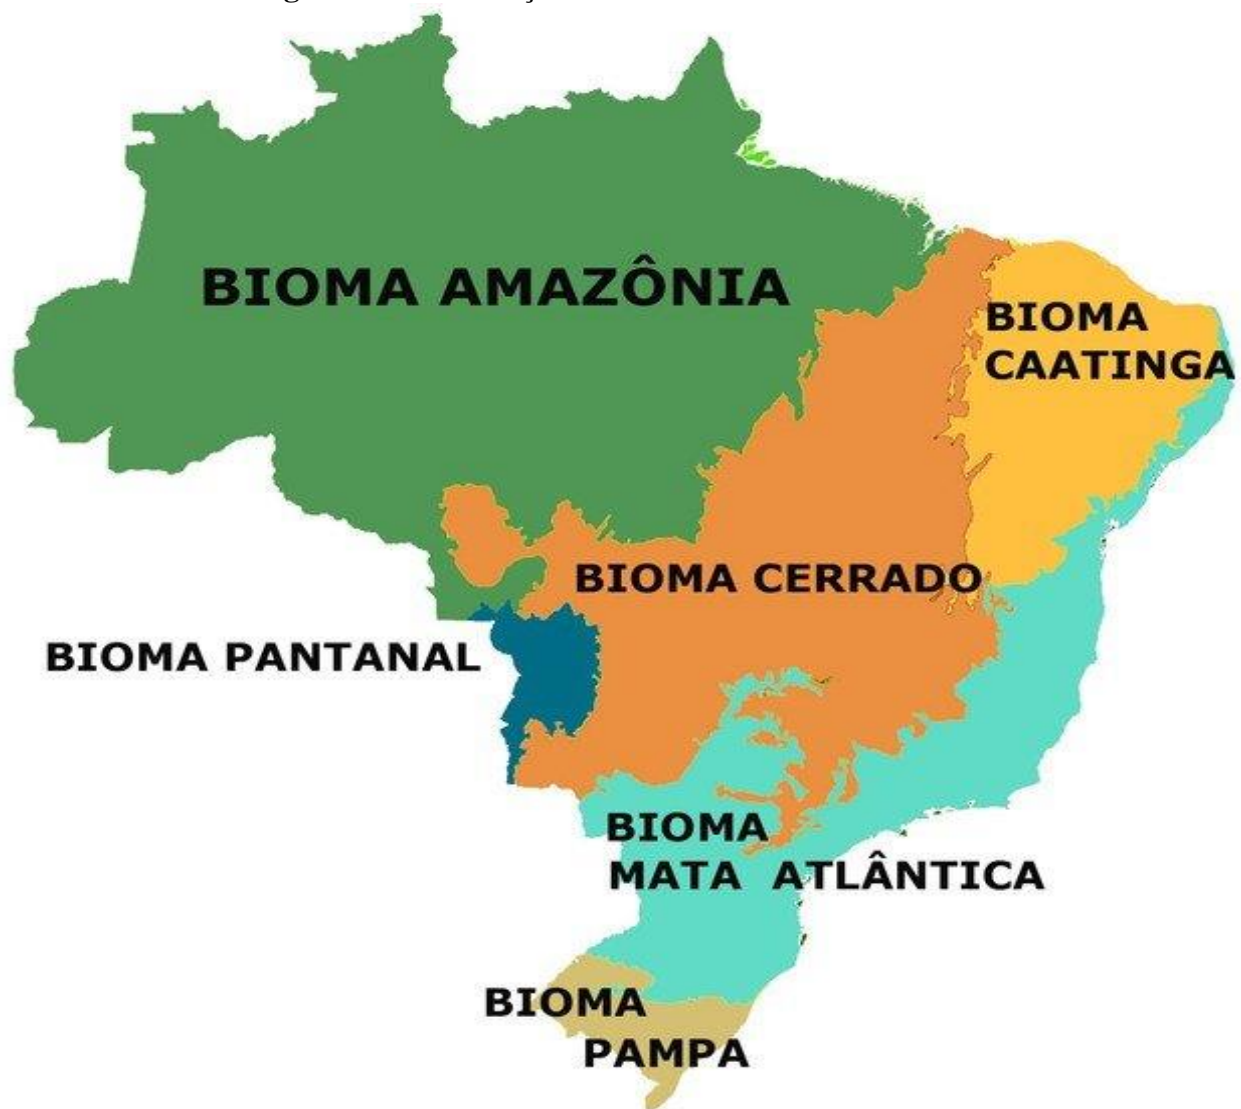 BIOMA AMAZÔNIA
BIOMA
CAATINGA
BIOMA CERRADO
BIOMA PANTANAL
BIOMA
MATA ATLÂNTICA
BIOMA
PAMPA